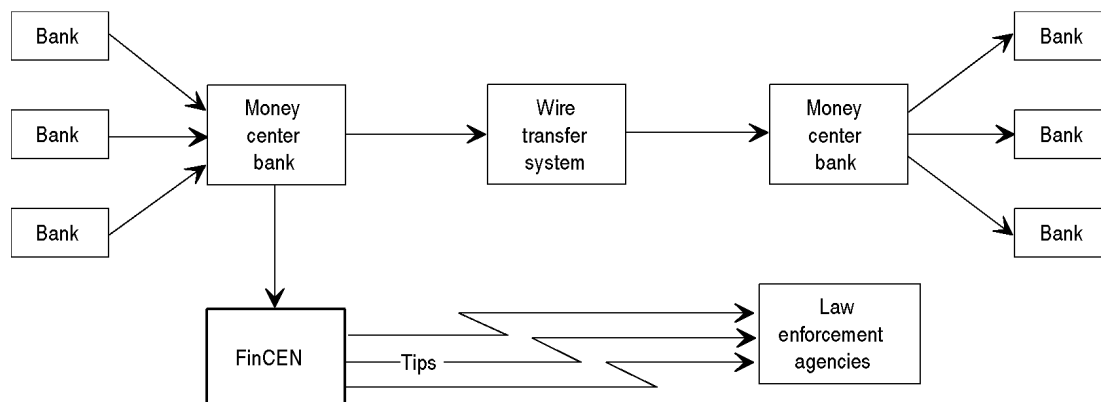 Bank
Bank
Bank
Money
center
bank
Wire
transfer
system
Money
center
bank
Bank
Bank
Bank
FinCEN
Tips
Law
enforcement
agencies